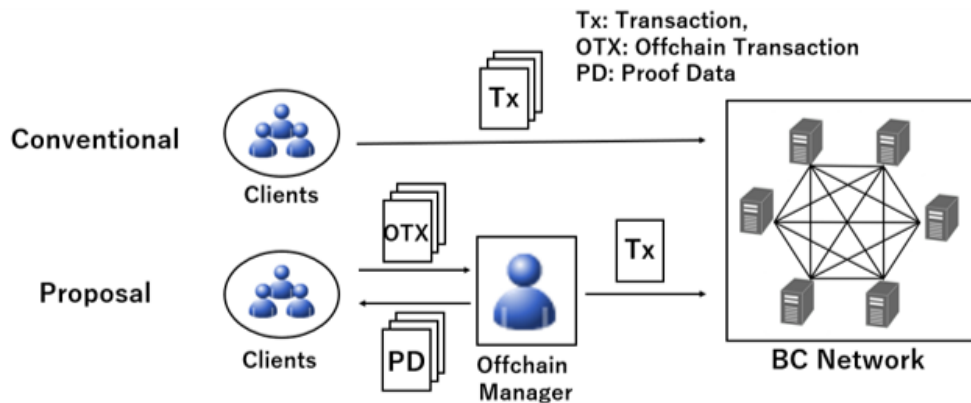 Tx: Transaction,
OTX: Offchain Transaction
PD: Proof Data
Tx
Conventional
Clients
OTX
Tx
Proposal
Clients
PD
Offchain
Manager
BC Network